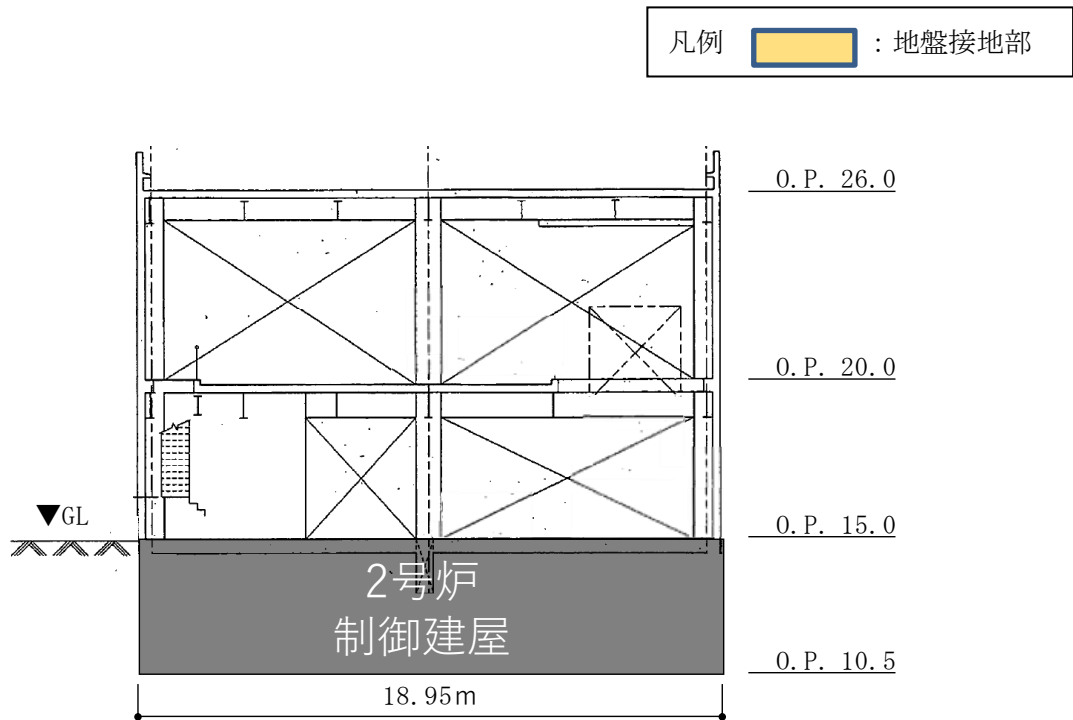 凡例 : 地盤接地部
O.P. 26.0
O.P. 20.0
▼GL
O.P. 15.0
2号炉
制御建屋
O.P. 10.5
18.95m